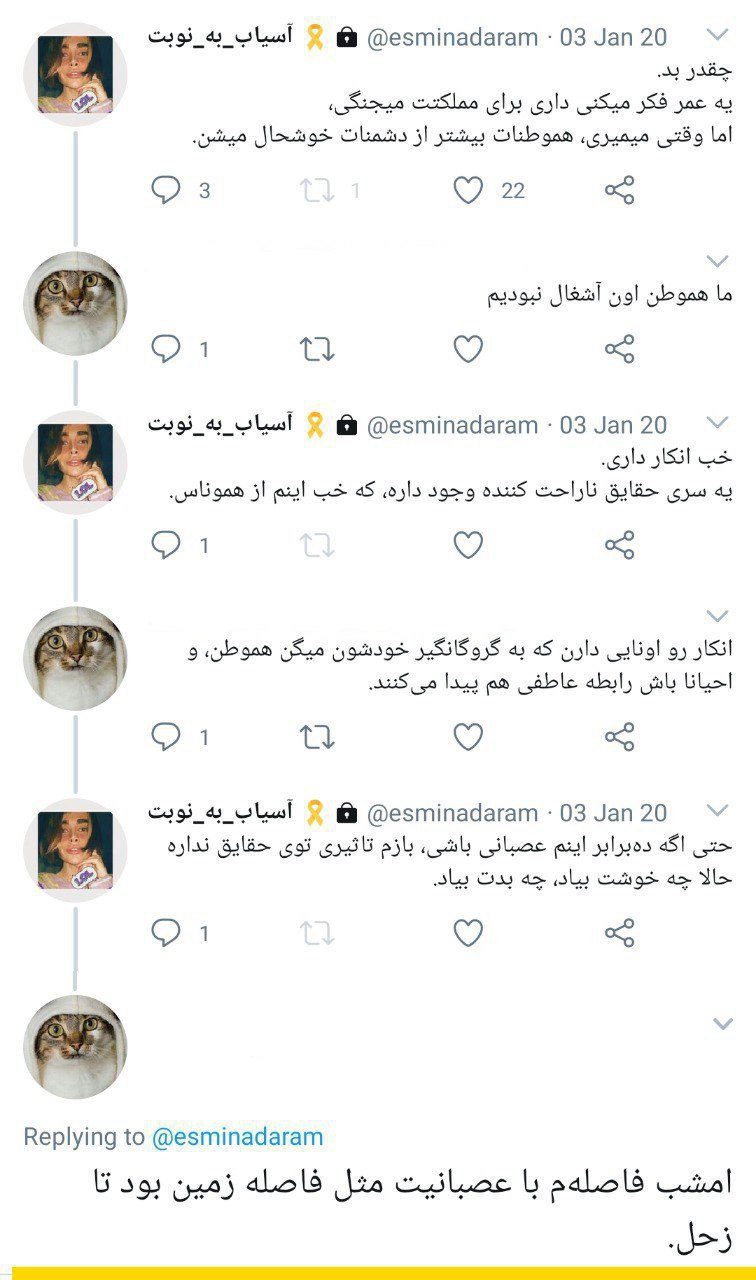 آسیاب_به_نوبت 🎗 🔒 @esminadaram · 03 Jan 20
چقدر بد.
یه عمر فکر میکنی داری برای مملکتت میجنگی،
اما وقتی میمیری، هموطنات بیشتر از دشمنات خوشحال میشن.
3 1 22
ما هموطن اون آشغال نبودیم
1
آسیاب_به_نوبت 🎗 🔒 @esminadaram · 03 Jan 20
خب انکار داری.
یه سری حقایق ناراحت کننده وجود داره، که خب اینم از هموناس.
1
انکار رو اونایی دارن که به گروگانگیر خودشون میگن هموطن، و
احیانا باش رابطه عاطفی هم پیدا می‌کنند.
1
آسیاب_به_نوبت 🎗 🔒 @esminadaram · 03 Jan 20
حتی اگه ده‌برابر اینم عصبانی باشی، بازم تاثیری توی حقایق نداره
حالا چه خوشت بیاد، چه بدت بیاد.
1
Replying to @esminadaram
امشب فاصله‌م با عصبانیت مثل فاصله زمین بود تا
زحل.